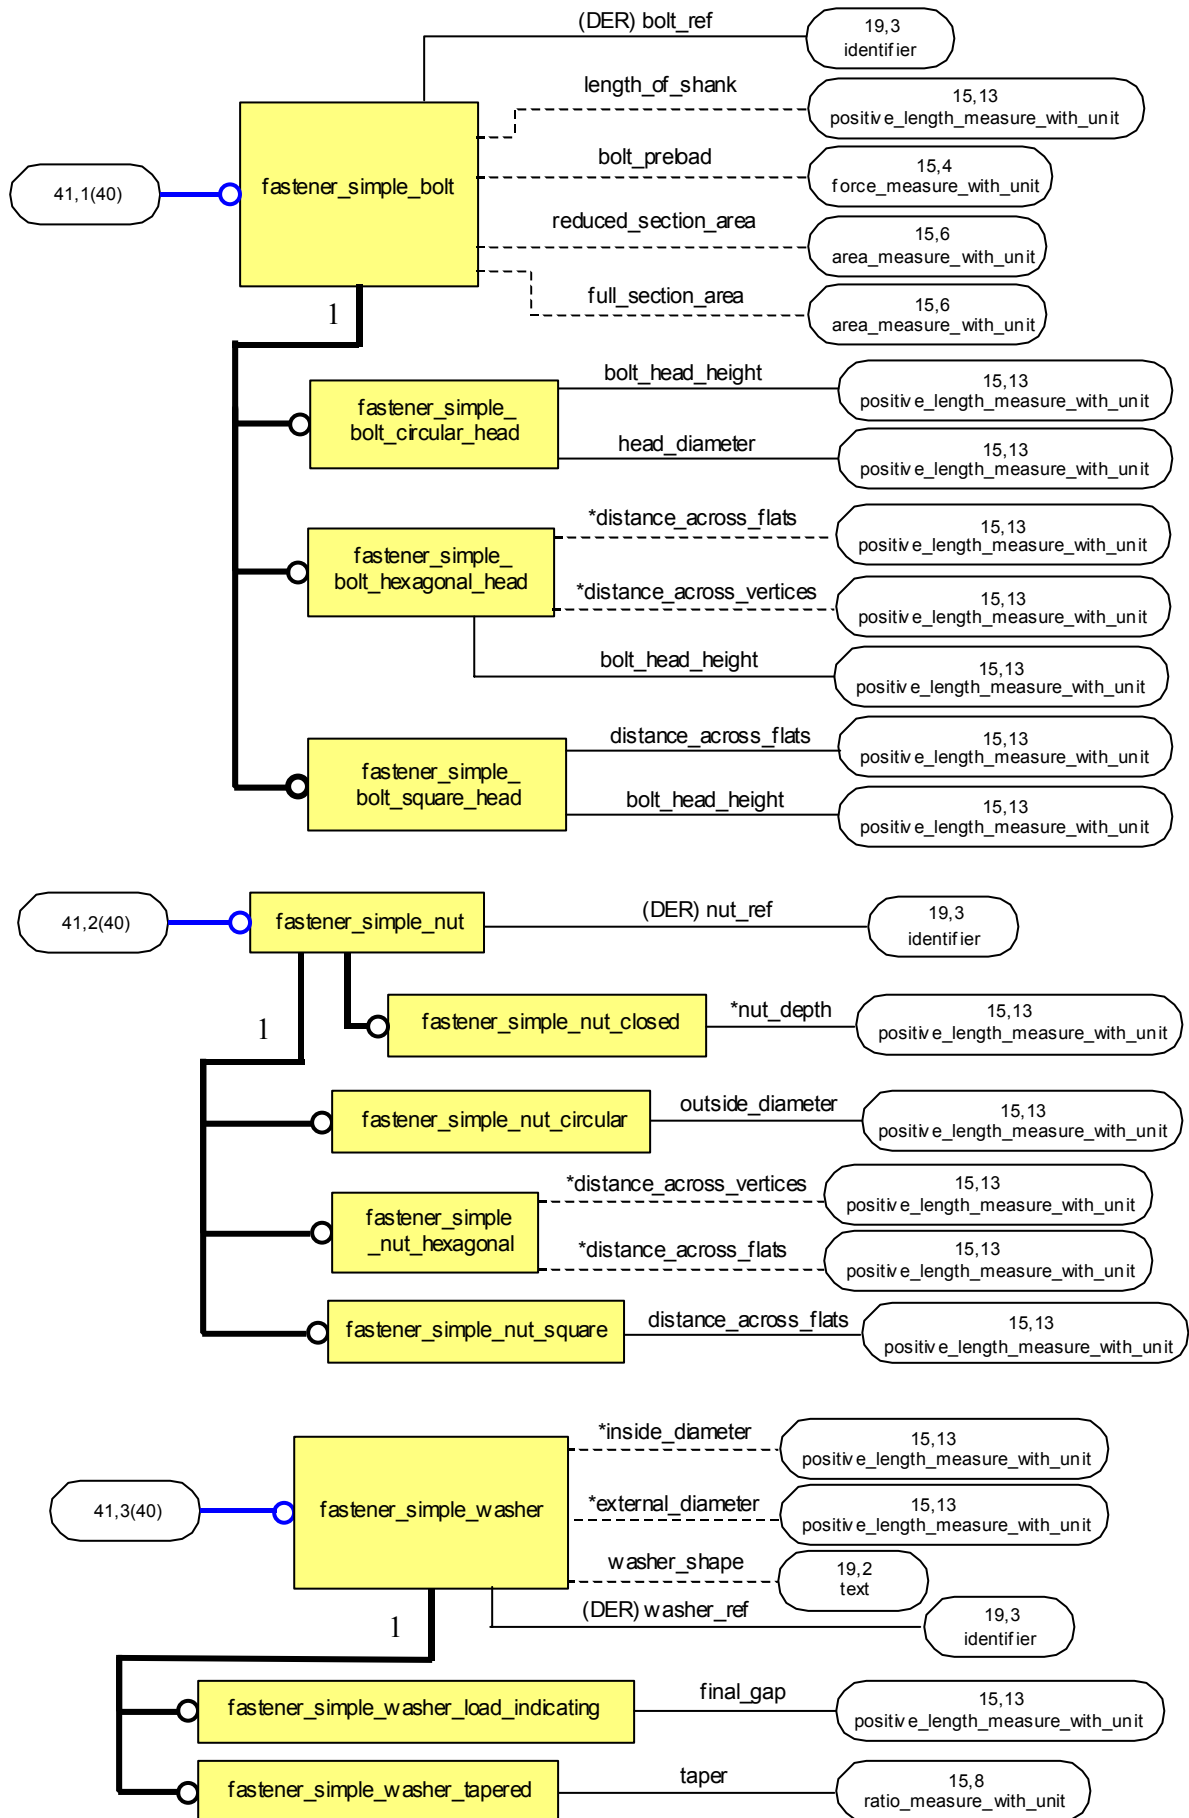 (DER) bolt_ref
19,3
identifier
length_of_shank
15,13
positive_length_measure_with_unit
41,1(40)
fastener_simple_bolt
bolt_preload
15,4
force_measure_with_unit
reduced_section_area
15,6
area_measure_with_unit
full_section_area
15,6
area_measure_with_unit
1
fastener_simple_
bolt_circular_head
bolt_head_height
15,13
positive_length_measure_with_unit
head_diameter
15,13
positive_length_measure_with_unit
fastener_simple_
bolt_hexagonal_head
*distance_across_flats
15,13
positive_length_measure_with_unit
*distance_across_vertices
15,13
positive_length_measure_with_unit
bolt_head_height
15,13
positive_length_measure_with_unit
fastener_simple_
bolt_square_head
distance_across_flats
15,13
positive_length_measure_with_unit
bolt_head_height
15,13
positive_length_measure_with_unit
41,2(40)
fastener_simple_nut
(DER) nut_ref
19,3
identifier
1
fastener_simple_nut_closed
*nut_depth
15,13
positive_length_measure_with_unit
fastener_simple_nut_circular
outside_diameter
15,13
positive_length_measure_with_unit
fastener_simple
_nut_hexagonal
*distance_across_vertices
15,13
positive_length_measure_with_unit
*distance_across_flats
15,13
positive_length_measure_with_unit
fastener_simple_nut_square
distance_across_flats
15,13
positive_length_measure_with_unit
41,3(40)
fastener_simple_washer
*inside_diameter
15,13
positive_length_measure_with_unit
*external_diameter
15,13
positive_length_measure_with_unit
washer_shape
19,2
text
(DER) washer_ref
19,3
identifier
1
fastener_simple_washer_load_indicating
final_gap
15,13
positive_length_measure_with_unit
fastener_simple_washer_tapered
taper
15,8
ratio_measure_with_unit